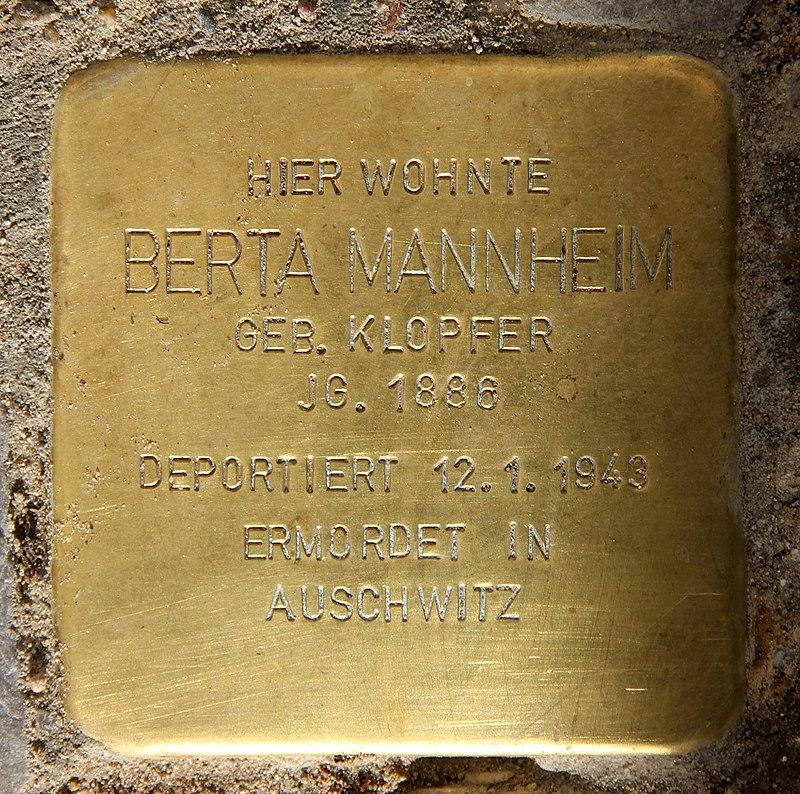 HIER WOHNTE
BERTA MANNHEIM
GEB. KLOPFER
JG. 1886
DEPORTIERT 12.1.1943
ERMORDET IN
AUSCHWITZ